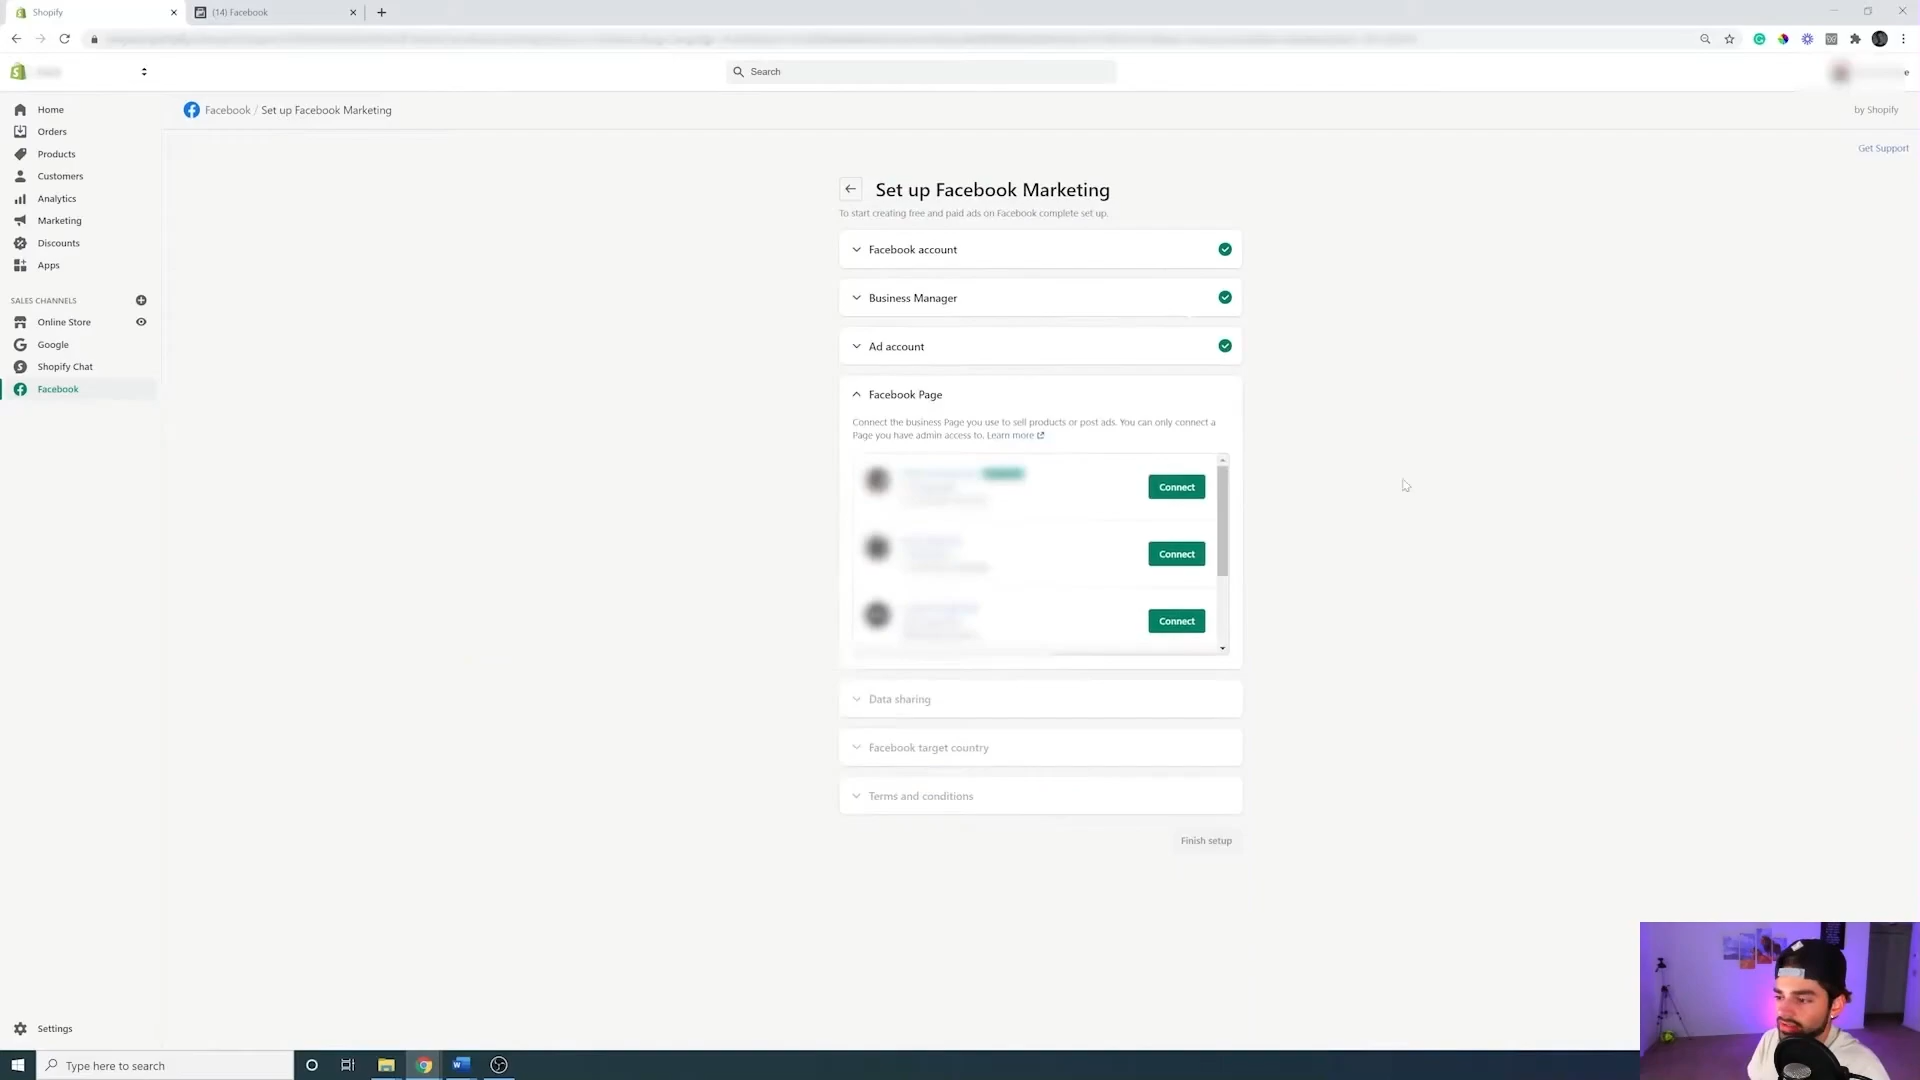 Shopify
(14) Facebook
Search
Home
Orders
Products
Customers
Analytics
Marketing
Discounts
Apps
SALES CHANNELS
Online Store
Google
Shopify Chat
Facebook
Settings
Facebook / Set up Facebook Marketing
by Shopify
Get Support
Set up Facebook Marketing
To start creating free and paid ads on Facebook complete set up.
Facebook account
Business Manager
Ad account
Facebook Page
Connect the business Page you use to sell products or post ads. You can only connect a
Page you have admin access to. Learn more
Connect
Connect
Connect
Data sharing
Facebook target country
Terms and conditions
Finish setup
Type here to search